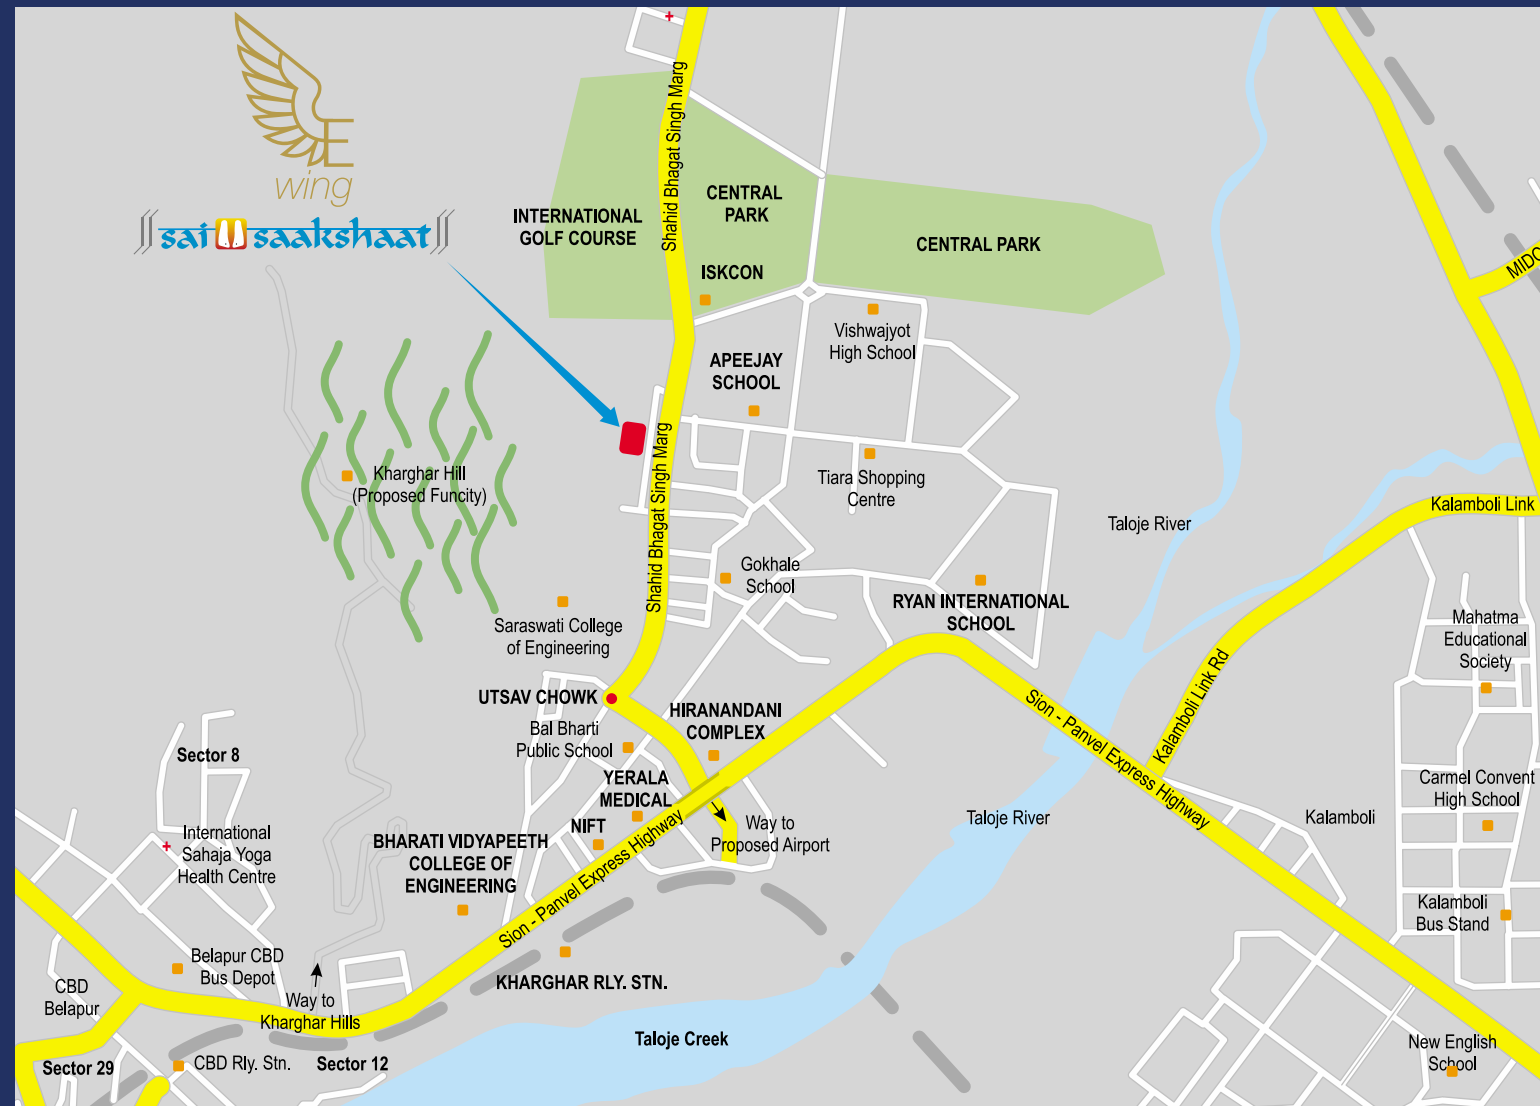 E
wing
sai saakshaat
Shahid Bhagat Singh Marg
INTERNATIONAL
GOLF COURSE
CENTRAL
PARK
CENTRAL PARK
ISKCON
MIDC
Vishwajyot
High School
APEEJAY
SCHOOL
Kharghar Hill
(Proposed Funcity)
Shahid Bhagat Singh Marg
Tiara Shopping
Centre
Kalamboli Link
Taloje River
Gokhale
School
RYAN INTERNATIONAL
SCHOOL
Saraswati College
of Engineering
Mahatma
Educational
Society
UTSAV CHOWK
HIRANANDANI
COMPLEX
Bal Bharti
Public School
Sion - Panvel Express Highway
Kalamboli Link Rd
Sector 8
YERALA
MEDICAL
Carmel Convent
High School
NIFT
Way to
Proposed Airport
Taloje River
Kalamboli
International
Sahaja Yoga
Health Centre
BHARATI VIDYAPEETH
COLLEGE OF
ENGINEERING
Sion - Panvel Express Highway
Kalamboli
Bus Stand
Belapur CBD
Bus Depot
KHARGHAR RLY. STN.
CBD
Belapur
Way to
Kharghar Hills
Taloje Creek
New English
School
Sector 29
CBD Rly. Stn.
Sector 12